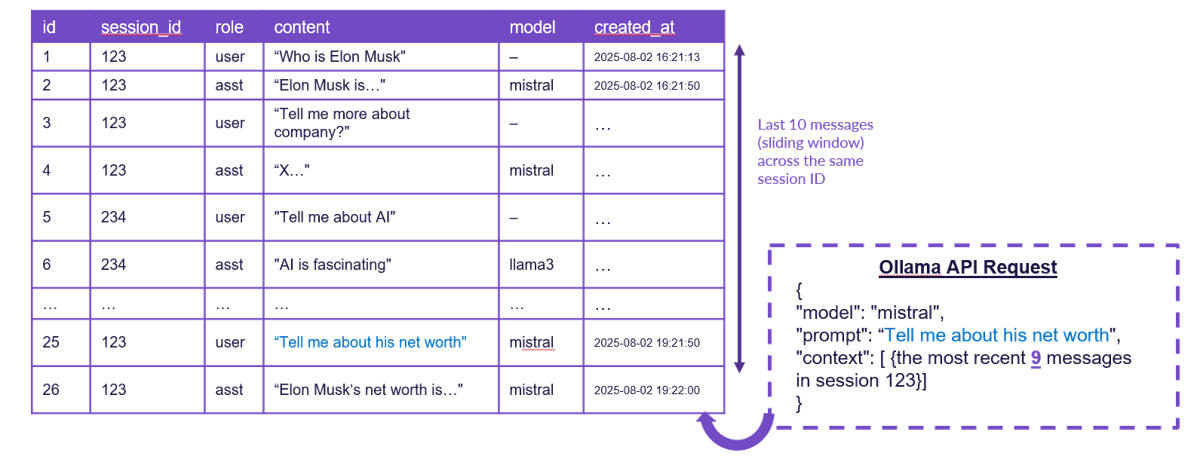 id session_id role content model created_at
1 123 user “Who is Elon Musk" – 2025-08-02 16:21:13
2 123 asst “Elon Musk is…" mistral 2025-08-02 16:21:50
3 123 user “Tell me more about
company?" – …
4 123 asst “X…" mistral …
5 234 user "Tell me about AI" – …
6 234 asst "AI is fascinating" llama3 …
… … … … … …
25 123 user “Tell me about his net worth" mistral 2025-08-02 19:21:50
26 123 asst “Elon Musk’s net worth is…" mistral 2025-08-02 19:22:00
Last 10 messages
(sliding window)
across the same
session ID
Ollama API Request
{
"model": "mistral",
"prompt": “Tell me about his net worth",
"context": [ {the most recent 9 messages
in session 123}]
}